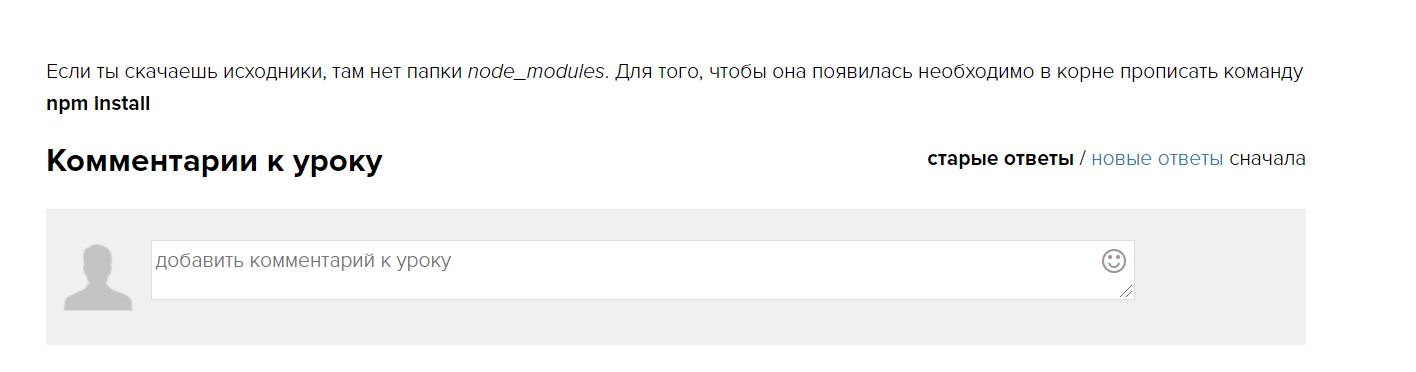 Если ты скачаешь исходники, там нет папки node_modules. Для того, чтобы она появилась необходимо в корне прописать команду
npm install
Комментарии к уроку
старые ответы / новые ответы сначала
добавить комментарий к уроку